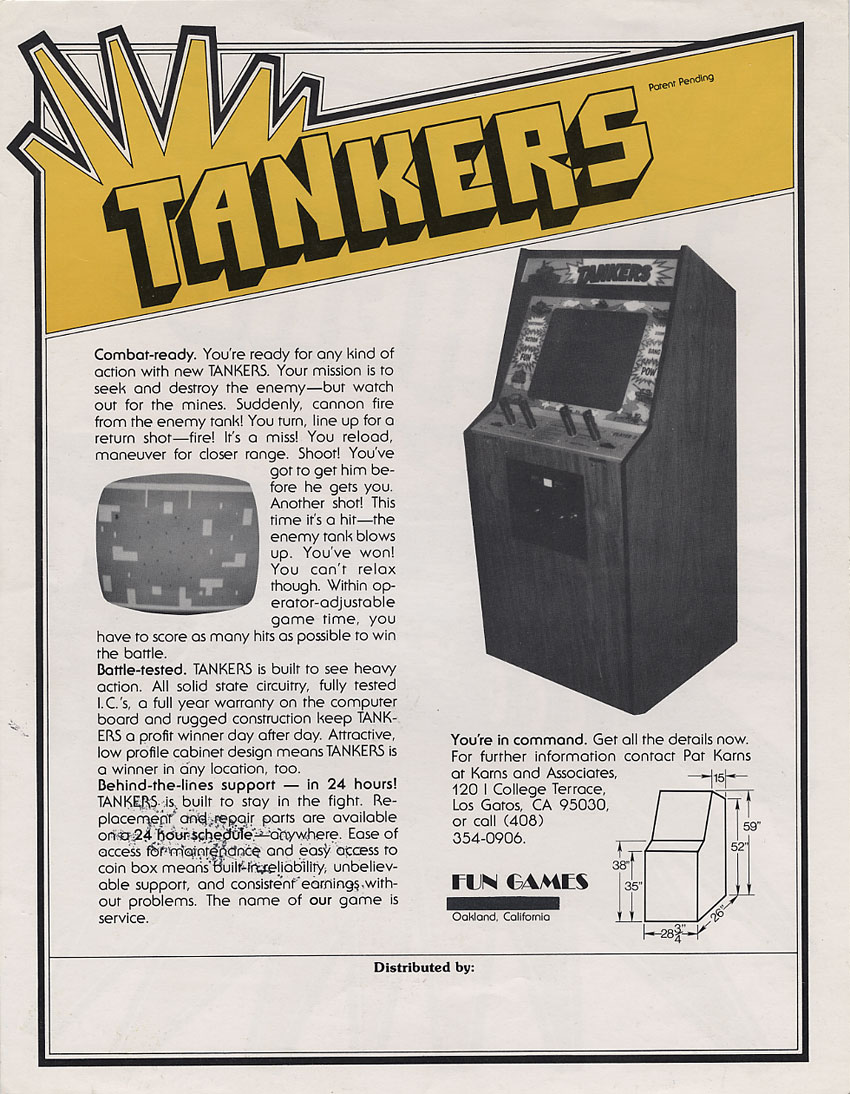 Patent Pending
TANKERS
TANKERS
FUN
BANG
POW
Combat-ready. You're ready for any kind of
action with new TANKERS. Your mission is to
seek and destroy the enemy—but watch
out for the mines. Suddenly, cannon fire
from the enemy tank! You turn, line up for a
return shot—fire! It's a miss! You reload,
maneuver for closer range. Shoot! You've
got to get him be-
fore he gets you.
Another shot! This
time it's a hit—the
enemy tank blows
up. You've won!
You can't relax
though. Within op-
erator-adjustable
game time, you
have to score as many hits as possible to win
the battle.
Battle-tested. TANKERS is built to see heavy
action. All solid state circuitry, fully tested
I.C.'s, a full year warranty on the computer
board and rugged construction keep TANK-
ERS a profit winner day after day. Attractive,
low profile cabinet design means TANKERS is
a winner in any location, too.
Behind-the-lines support — in 24 hours!
TANKERS is built to stay in the fight. Re-
placement and repair parts are available
on a 24 hour schedule—anywhere. Ease of
access for maintenance and easy access to
coin box means built-in reliability, unbeliev-
able support, and consistent earnings with-
out problems. The name of our game is
service.
You're in command. Get all the details now.
For further information contact Pat Karns
at Karns and Associates,
120 I College Terrace,
Los Gatos, CA 95030,
or call (408)
354-0906.
15"
59"
52"
38"
35"
26"
28 3/4"
FUN GAMES
Oakland, California
Distributed by: